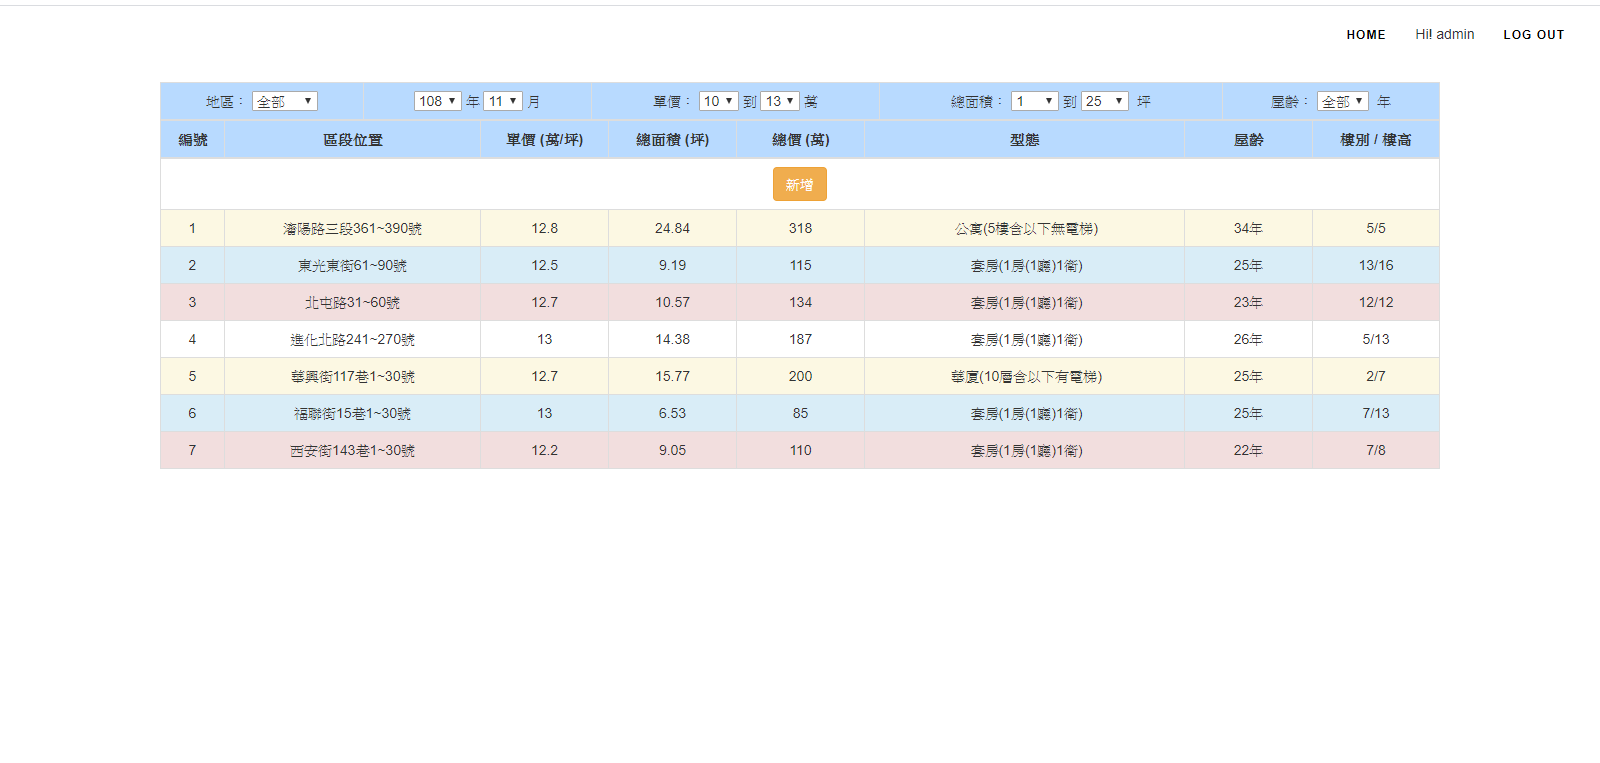 HOME Hi! admin LOG OUT
地區： 全部 108 年 11 月 單價： 10 到 13 萬 總面積： 1 到 25 坪 屋齡： 全部 年
編號 區段位置 單價 (萬/坪) 總面積 (坪) 總價 (萬) 型態 屋齡 樓別 / 樓高
新增
1 瀋陽路三段361~390號 12.8 24.84 318 公寓(5樓含以下無電梯) 34年 5/5
2 東光東街61~90號 12.5 9.19 115 套房(1房(1廳)1衛) 25年 13/16
3 北屯路31~60號 12.7 10.57 134 套房(1房(1廳)1衛) 23年 12/12
4 進化北路241~270號 13 14.38 187 套房(1房(1廳)1衛) 26年 5/13
5 華興街117巷1~30號 12.7 15.77 200 華廈(10層含以下有電梯) 25年 2/7
6 福聯街15巷1~30號 13 6.53 85 套房(1房(1廳)1衛) 25年 7/13
7 西安街143巷1~30號 12.2 9.05 110 套房(1房(1廳)1衛) 22年 7/8